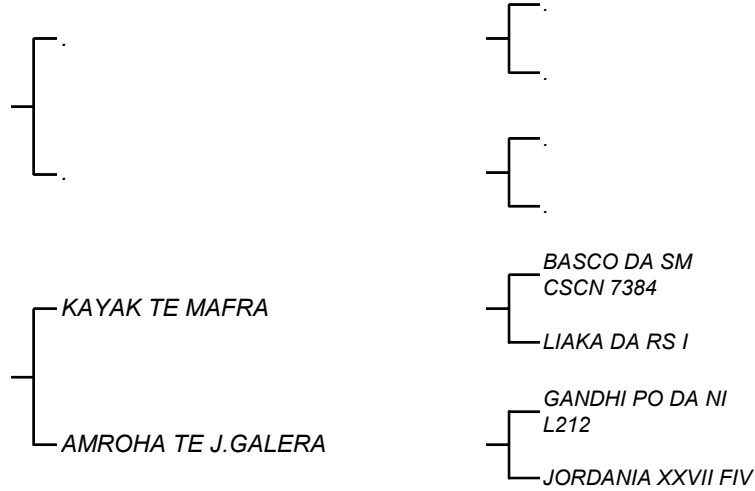 .
.
.
.
.
.
KAYAK TE MAFRA
AMROHA TE J.GALERA
BASCO DA SM
CSCN 7384
LIAKA DA RS I
GANDHI PO DA NI
L212
JORDANIA XXVII FIV